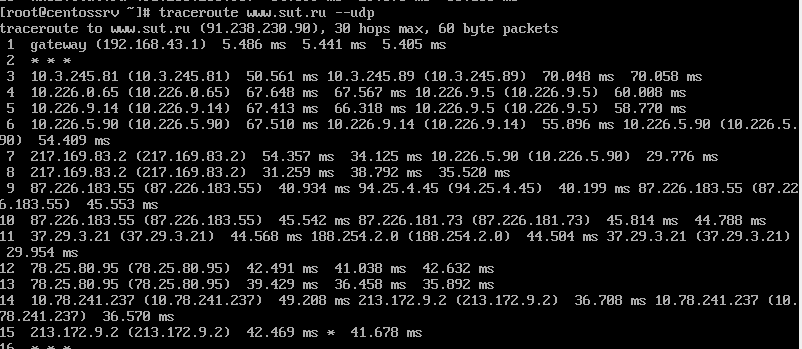 [root@centossrv ~]# traceroute www.sut.ru --udp
traceroute to www.sut.ru (91.238.230.90), 30 hops max, 60 byte packets
1 gateway (192.168.43.1) 5.486 ms 5.441 ms 5.405 ms
2 * * *
3 10.3.245.81 (10.3.245.81) 50.561 ms 10.3.245.89 (10.3.245.89) 70.048 ms 70.058 ms
4 10.226.0.65 (10.226.0.65) 67.648 ms 67.567 ms 10.226.9.5 (10.226.9.5) 60.008 ms
5 10.226.9.14 (10.226.9.14) 67.413 ms 66.318 ms 10.226.9.5 (10.226.9.5) 58.770 ms
6 10.226.5.90 (10.226.5.90) 67.510 ms 10.226.9.14 (10.226.9.14) 55.896 ms 10.226.5.90 (10.226.5.
90) 54.409 ms
7 217.169.83.2 (217.169.83.2) 54.357 ms 34.125 ms 10.226.5.90 (10.226.5.90) 29.776 ms
8 217.169.83.2 (217.169.83.2) 31.259 ms 38.792 ms 35.520 ms
9 87.226.183.55 (87.226.183.55) 40.934 ms 94.25.4.45 (94.25.4.45) 40.199 ms 87.226.183.55 (87.22
6.183.55) 45.553 ms
10 87.226.183.55 (87.226.183.55) 45.542 ms 87.226.181.73 (87.226.181.73) 45.814 ms 44.788 ms
11 37.29.3.21 (37.29.3.21) 44.568 ms 188.254.2.0 (188.254.2.0) 44.504 ms 37.29.3.21 (37.29.3.21)
29.954 ms
12 78.25.80.95 (78.25.80.95) 42.491 ms 41.038 ms 42.632 ms
13 78.25.80.95 (78.25.80.95) 39.429 ms 36.458 ms 35.892 ms
14 10.78.241.237 (10.78.241.237) 49.208 ms 213.172.9.2 (213.172.9.2) 36.708 ms 10.78.241.237 (10.
78.241.237) 36.570 ms
15 213.172.9.2 (213.172.9.2) 42.469 ms * 41.678 ms
16 * * *